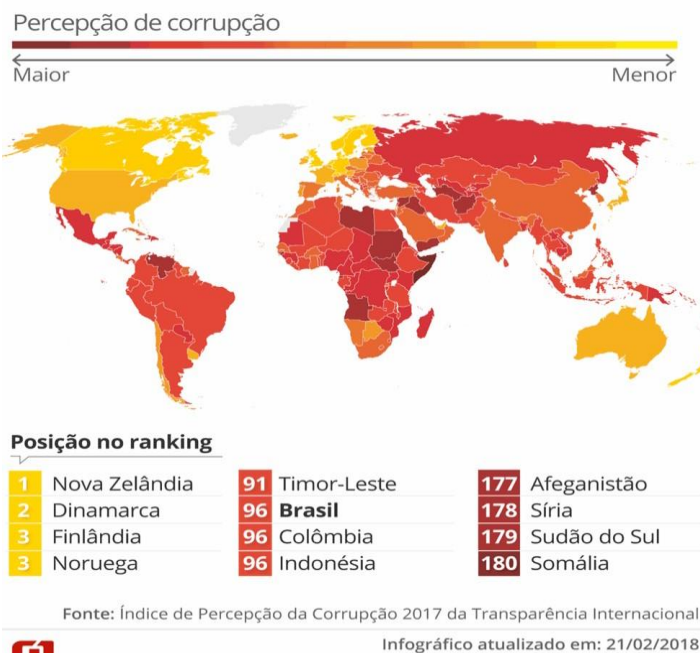 Percepção de corrupção
Maior Menor
Posição no ranking
1 Nova Zelândia
2 Dinamarca
3 Finlândia
3 Noruega
91 Timor-Leste
96 Brasil
96 Colômbia
96 Indonésia
177 Afeganistão
178 Síria
179 Sudão do Sul
180 Somália
Fonte: Índice de Percepção da Corrupção 2017 da Transparência Internacional
Infográfico atualizado em: 21/02/2018